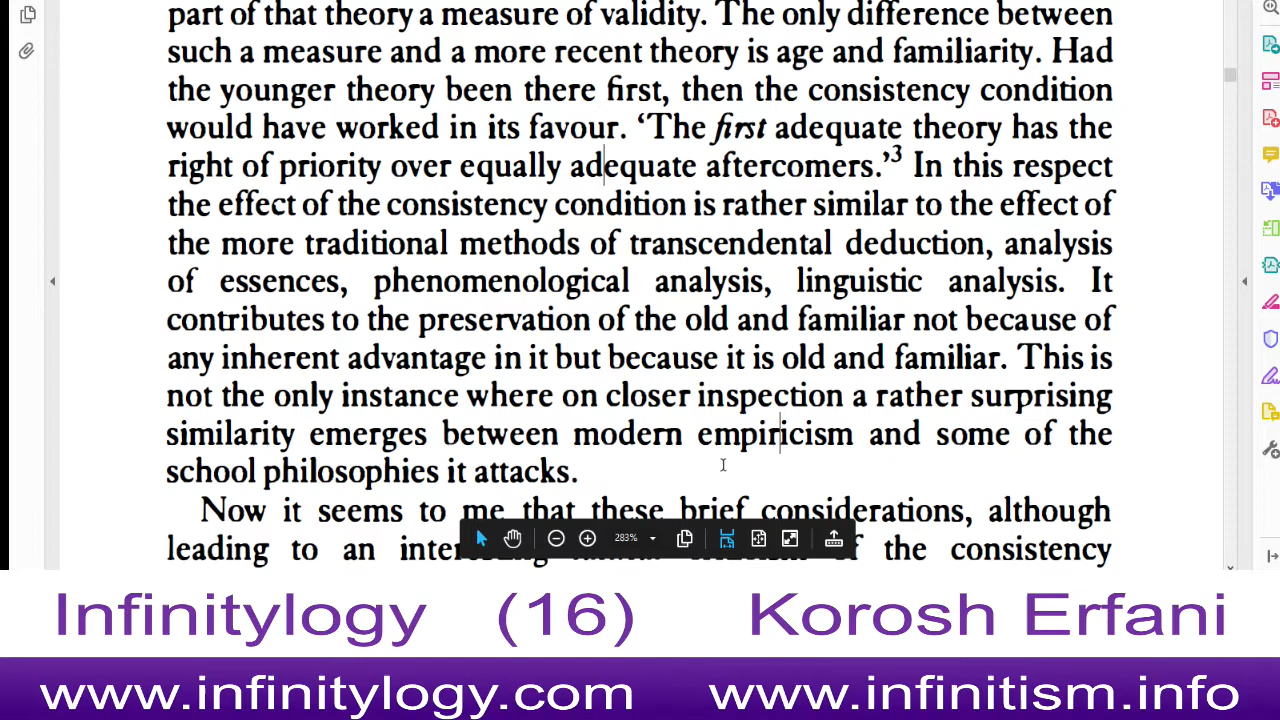 part of that theory a measure of validity. The only difference between
such a measure and a more recent theory is age and familiarity. Had
the younger theory been there first, then the consistency condition
would have worked in its favour. ‘The first adequate theory has the
right of priority over equally adequate aftercomers.’3 In this respect
the effect of the consistency condition is rather similar to the effect of
the more traditional methods of transcendental deduction, analysis
of essences, phenomenological analysis, linguistic analysis. It
contributes to the preservation of the old and familiar not because of
any inherent advantage in it but because it is old and familiar. This is
not the only instance where on closer inspection a rather surprising
similarity emerges between modern empiricism and some of the
school philosophies it attacks.
Now it seems to me that these brief considerations, although
leading to an of the consistency
283%
Infinitylogy (16) Korosh Erfani
www.infinitylogy.com www.infinitism.info